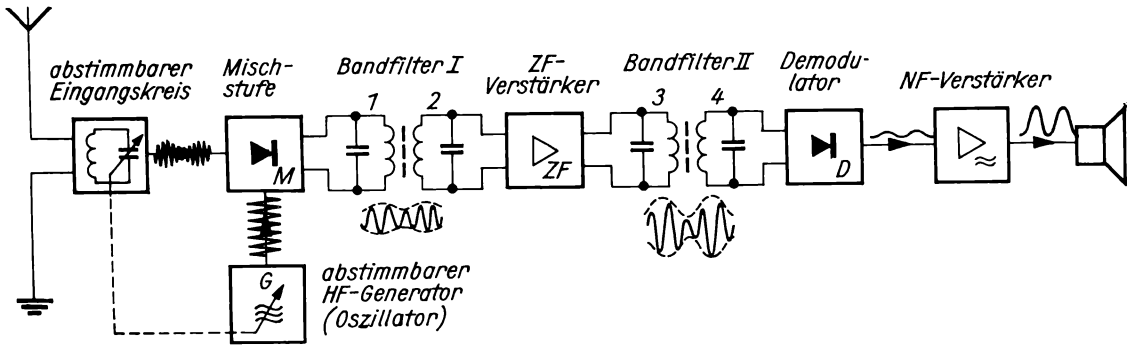 abstimmbarer
Eingangskreis
Misch-
stufe
Bandfilter I
1
2
ZF-
Verstärker
Bandfilter II
3
4
Demodu-
lator
NF-Verstärker
M
ZF
D
G
abstimmbarer
HF-Generator
(Oszillator)